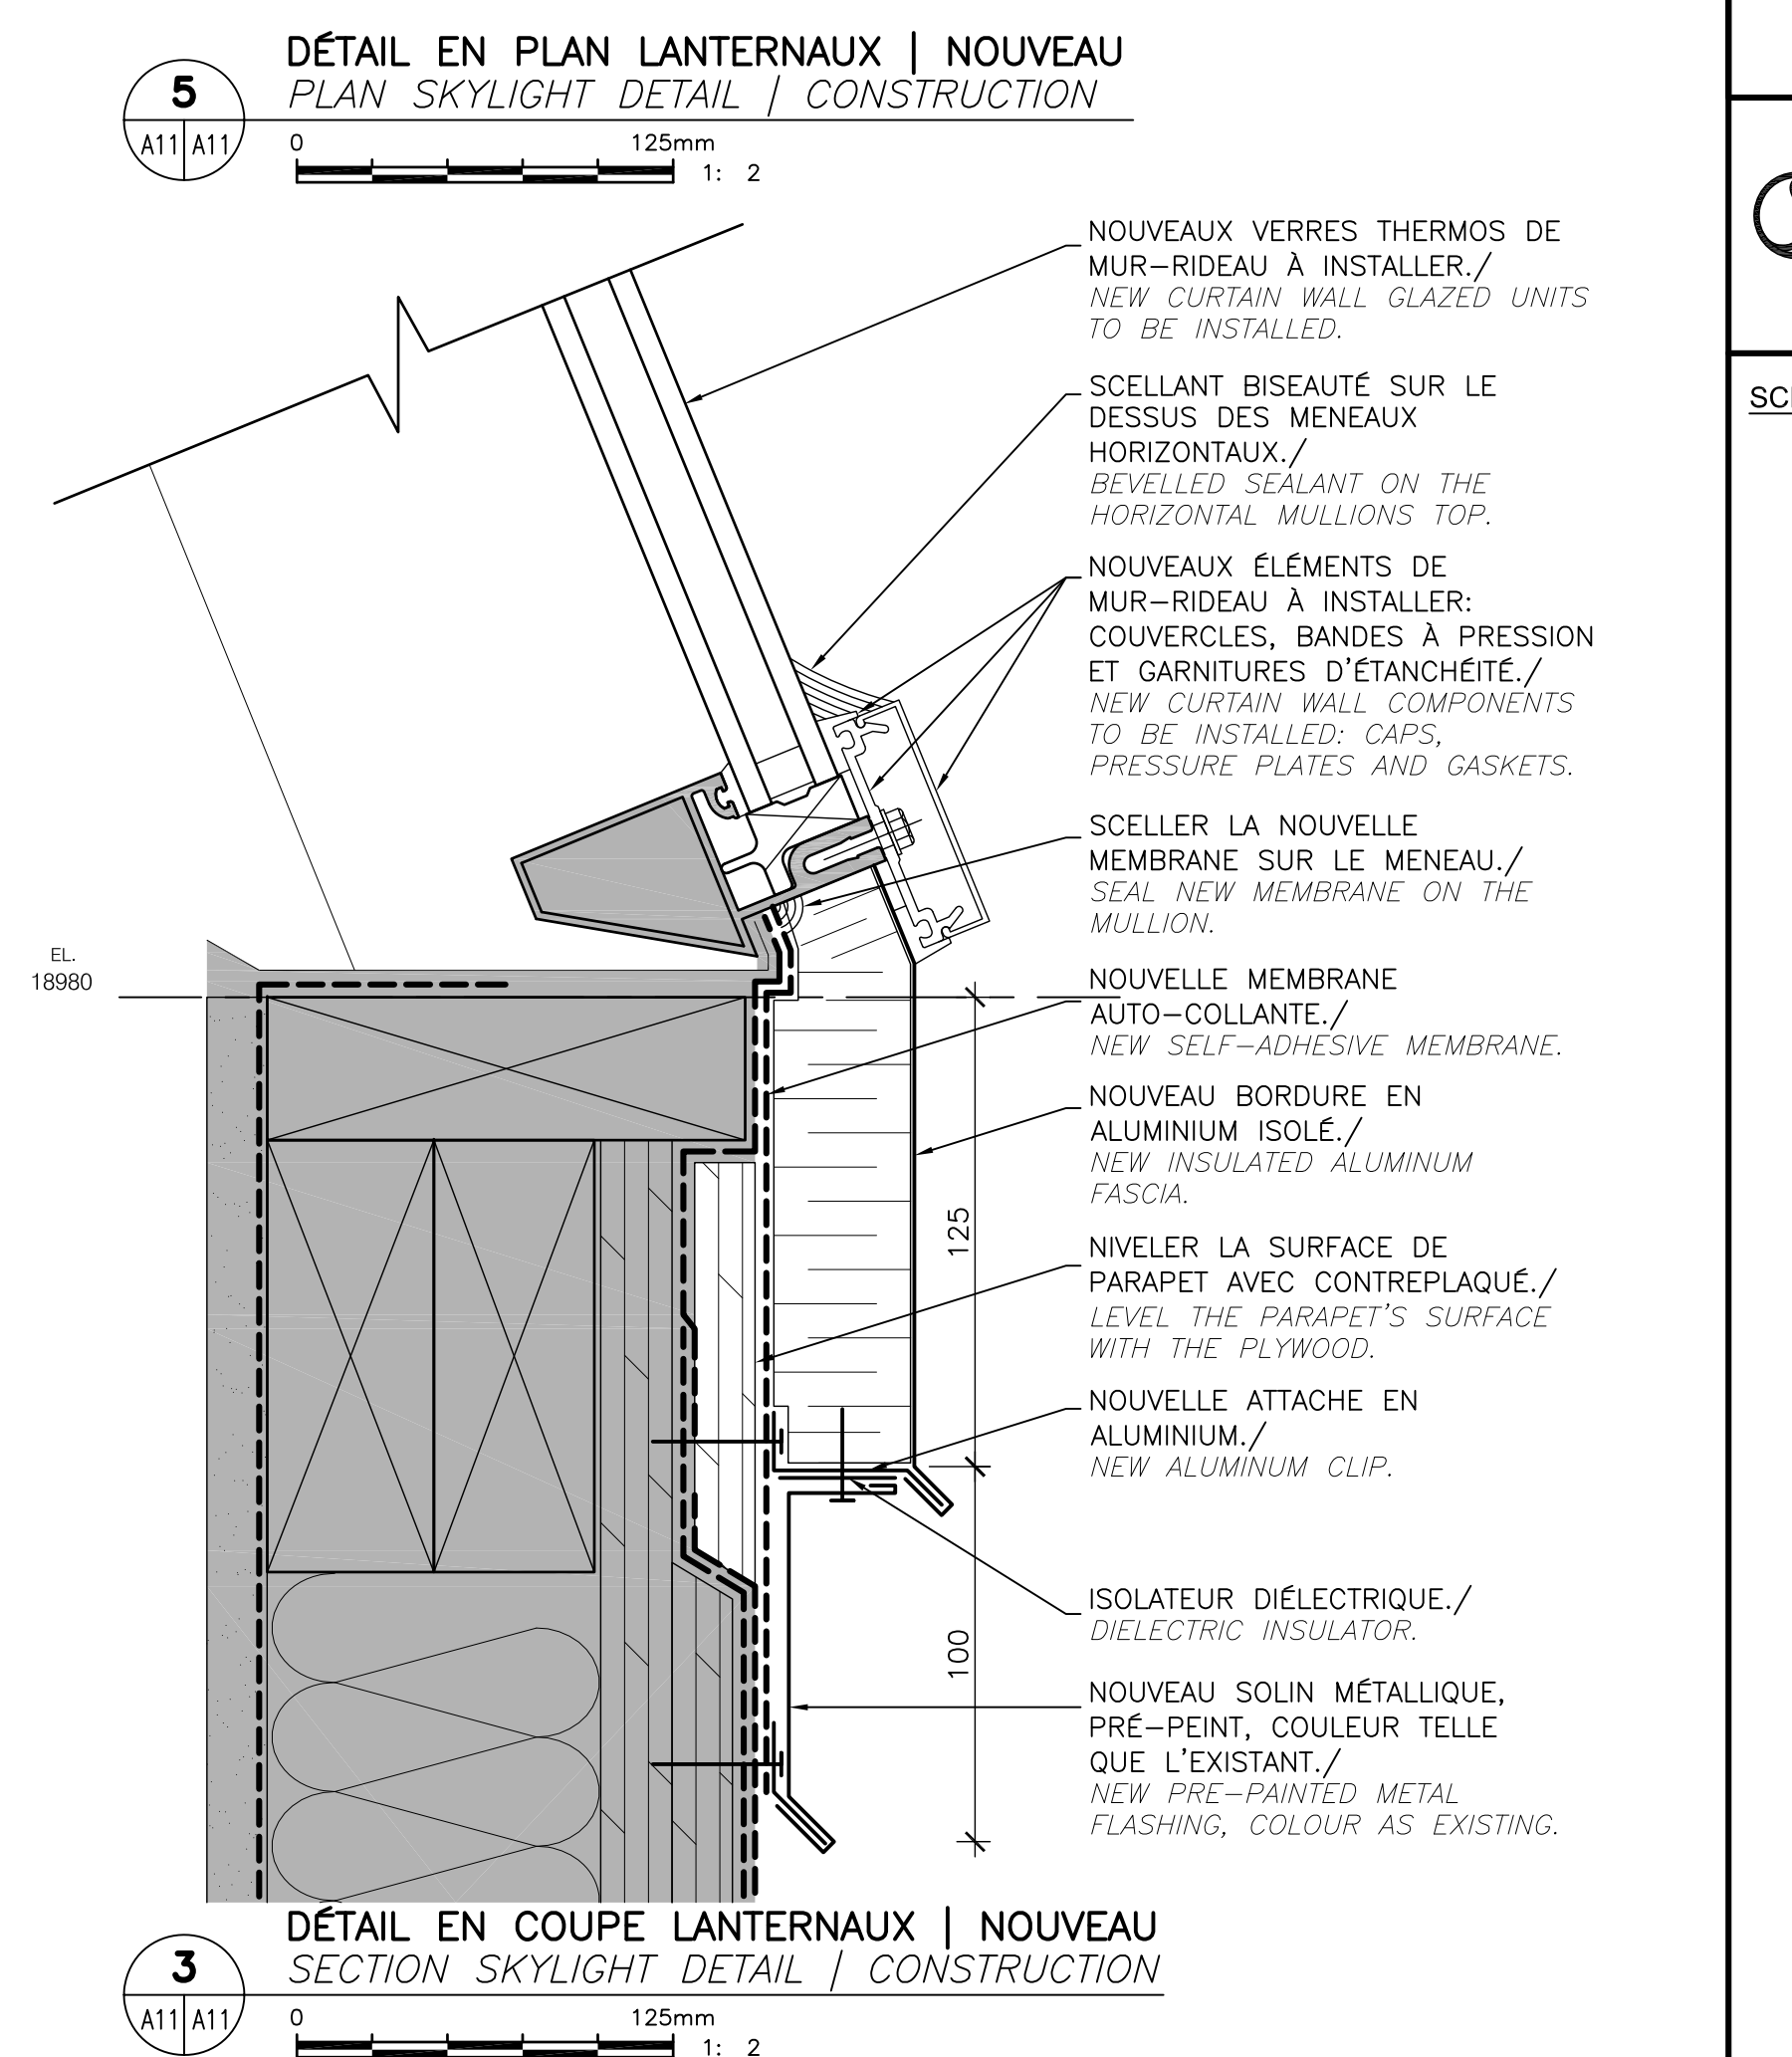 DÉTAIL EN PLAN LANTERNAUX | NOUVEAU
PLAN SKYLIGHT DETAIL / CONSTRUCTION
5
A11 A11
0 125mm
1: 2
NOUVEAUX VERRES THERMOS DE
MUR-RIDEAU À INSTALLER./
NEW CURTAIN WALL GLAZED UNITS
TO BE INSTALLED.
SCELLANT BISEAUTÉ SUR LE
DESSUS DES MENEAUX
HORIZONTAUX./
BEVELLED SEALANT ON THE
HORIZONTAL MULLIONS TOP.
NOUVEAUX ÉLÉMENTS DE
MUR-RIDEAU À INSTALLER:
COUVERCLES, BANDES À PRESSION
ET GARNITURES D'ÉTANCHÉITÉ./
NEW CURTAIN WALL COMPONENTS
TO BE INSTALLED: CAPS,
PRESSURE PLATES AND GASKETS.
SCELLER LA NOUVELLE
MEMBRANE SUR LE MENEAU./
SEAL NEW MEMBRANE ON THE
MULLION.
EL.
18980
NOUVELLE MEMBRANE
AUTO-COLLANTE./
NEW SELF-ADHESIVE MEMBRANE.
NOUVEAU BORDURE EN
ALUMINIUM ISOLÉ./
NEW INSULATED ALUMINUM
FASCIA.
125
NIVELER LA SURFACE DE
PARAPET AVEC CONTREPLAQUÉ./
LEVEL THE PARAPET'S SURFACE
WITH THE PLYWOOD.
NOUVELLE ATTACHE EN
ALUMINIUM./
NEW ALUMINUM CLIP.
ISOLATEUR DIÉLECTRIQUE./
DIELECTRIC INSULATOR.
100
NOUVEAU SOLIN MÉTALLIQUE,
PRÉ-PEINT, COULEUR TELLE
QUE L'EXISTANT./
NEW PRE-PAINTED METAL
FLASHING, COLOUR AS EXISTING.
DÉTAIL EN COUPE LANTERNAUX | NOUVEAU
SECTION SKYLIGHT DETAIL / CONSTRUCTION
3
A11 A11
0 125mm
1: 2